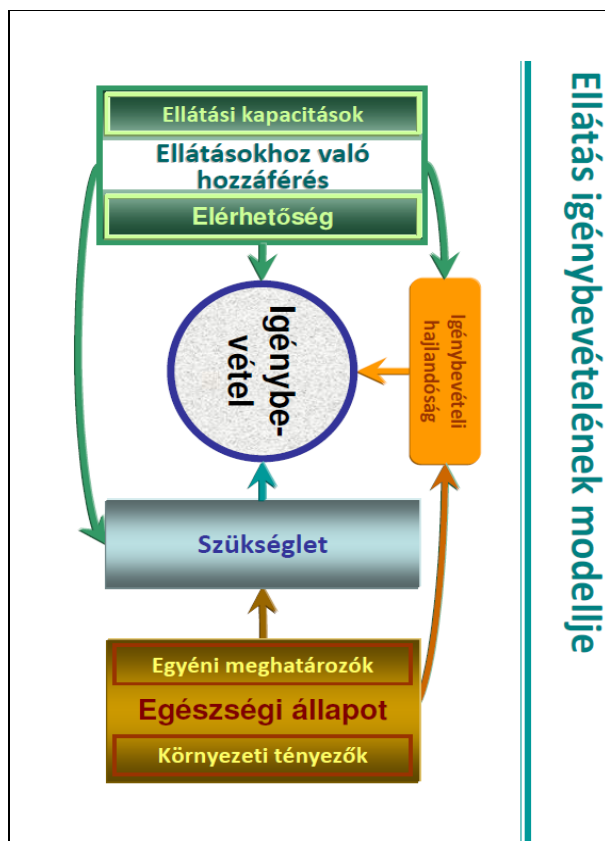 Ellátás igénybevételének modellje
Ellátási kapacitások
Ellátásokhoz való
hozzáférés
Elérhetőség
Igénybe-
vétel
Igénybevételi
hajlandóság
Szükséglet
Egyéni meghatározók
Egészségi állapot
Környezeti tényezők